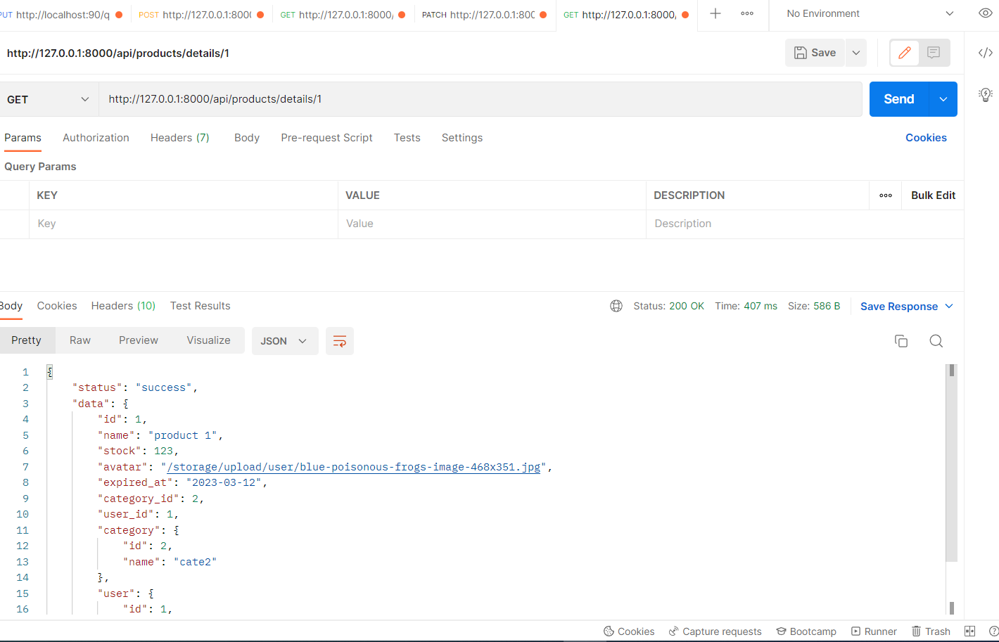 PUT http://localhost:90/q
POST http://127.0.0.1:800(
GET http://127.0.0.1:8000/
PATCH http://127.0.0.1:800
GET http://127.0.0.1:8000,
No Environment
http://127.0.0.1:8000/api/products/details/1
Save
</>
GET http://127.0.0.1:8000/api/products/details/1 Send
Params Authorization Headers (7) Body Pre-request Script Tests Settings Cookies
Query Params
KEY VALUE DESCRIPTION Bulk Edit
Key Value Description
Body Cookies Headers (10) Test Results Status: 200 OK Time: 407 ms Size: 586 B Save Response
Pretty Raw Preview Visualize JSON
1 {
2 "status": "success",
3 "data": {
4 "id": 1,
5 "name": "product 1",
6 "stock": 123,
7 "avatar": "/storage/upload/user/blue-poisonous-frogs-image-468x351.jpg",
8 "expired_at": "2023-03-12",
9 "category_id": 2,
10 "user_id": 1,
11 "category": {
12 "id": 2,
13 "name": "cate2"
14 },
15 "user": {
16 "id": 1,
Cookies Capture requests Bootcamp Runner Trash